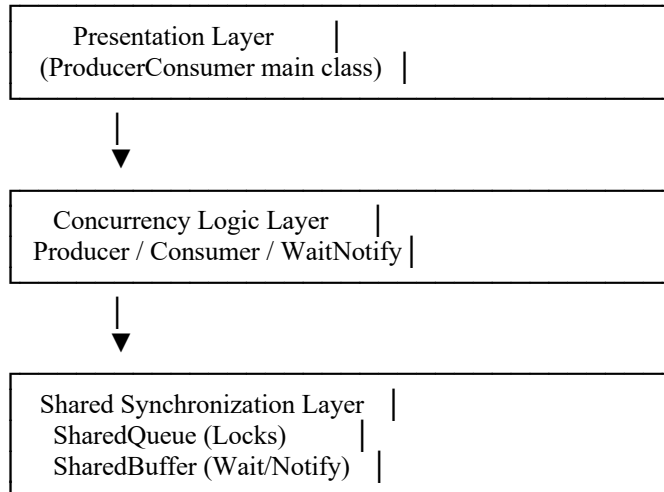 Presentation Layer
(ProducerConsumer main class)
▼
Concurrency Logic Layer
Producer / Consumer / WaitNotify
▼
Shared Synchronization Layer
SharedQueue (Locks)
SharedBuffer (Wait/Notify)